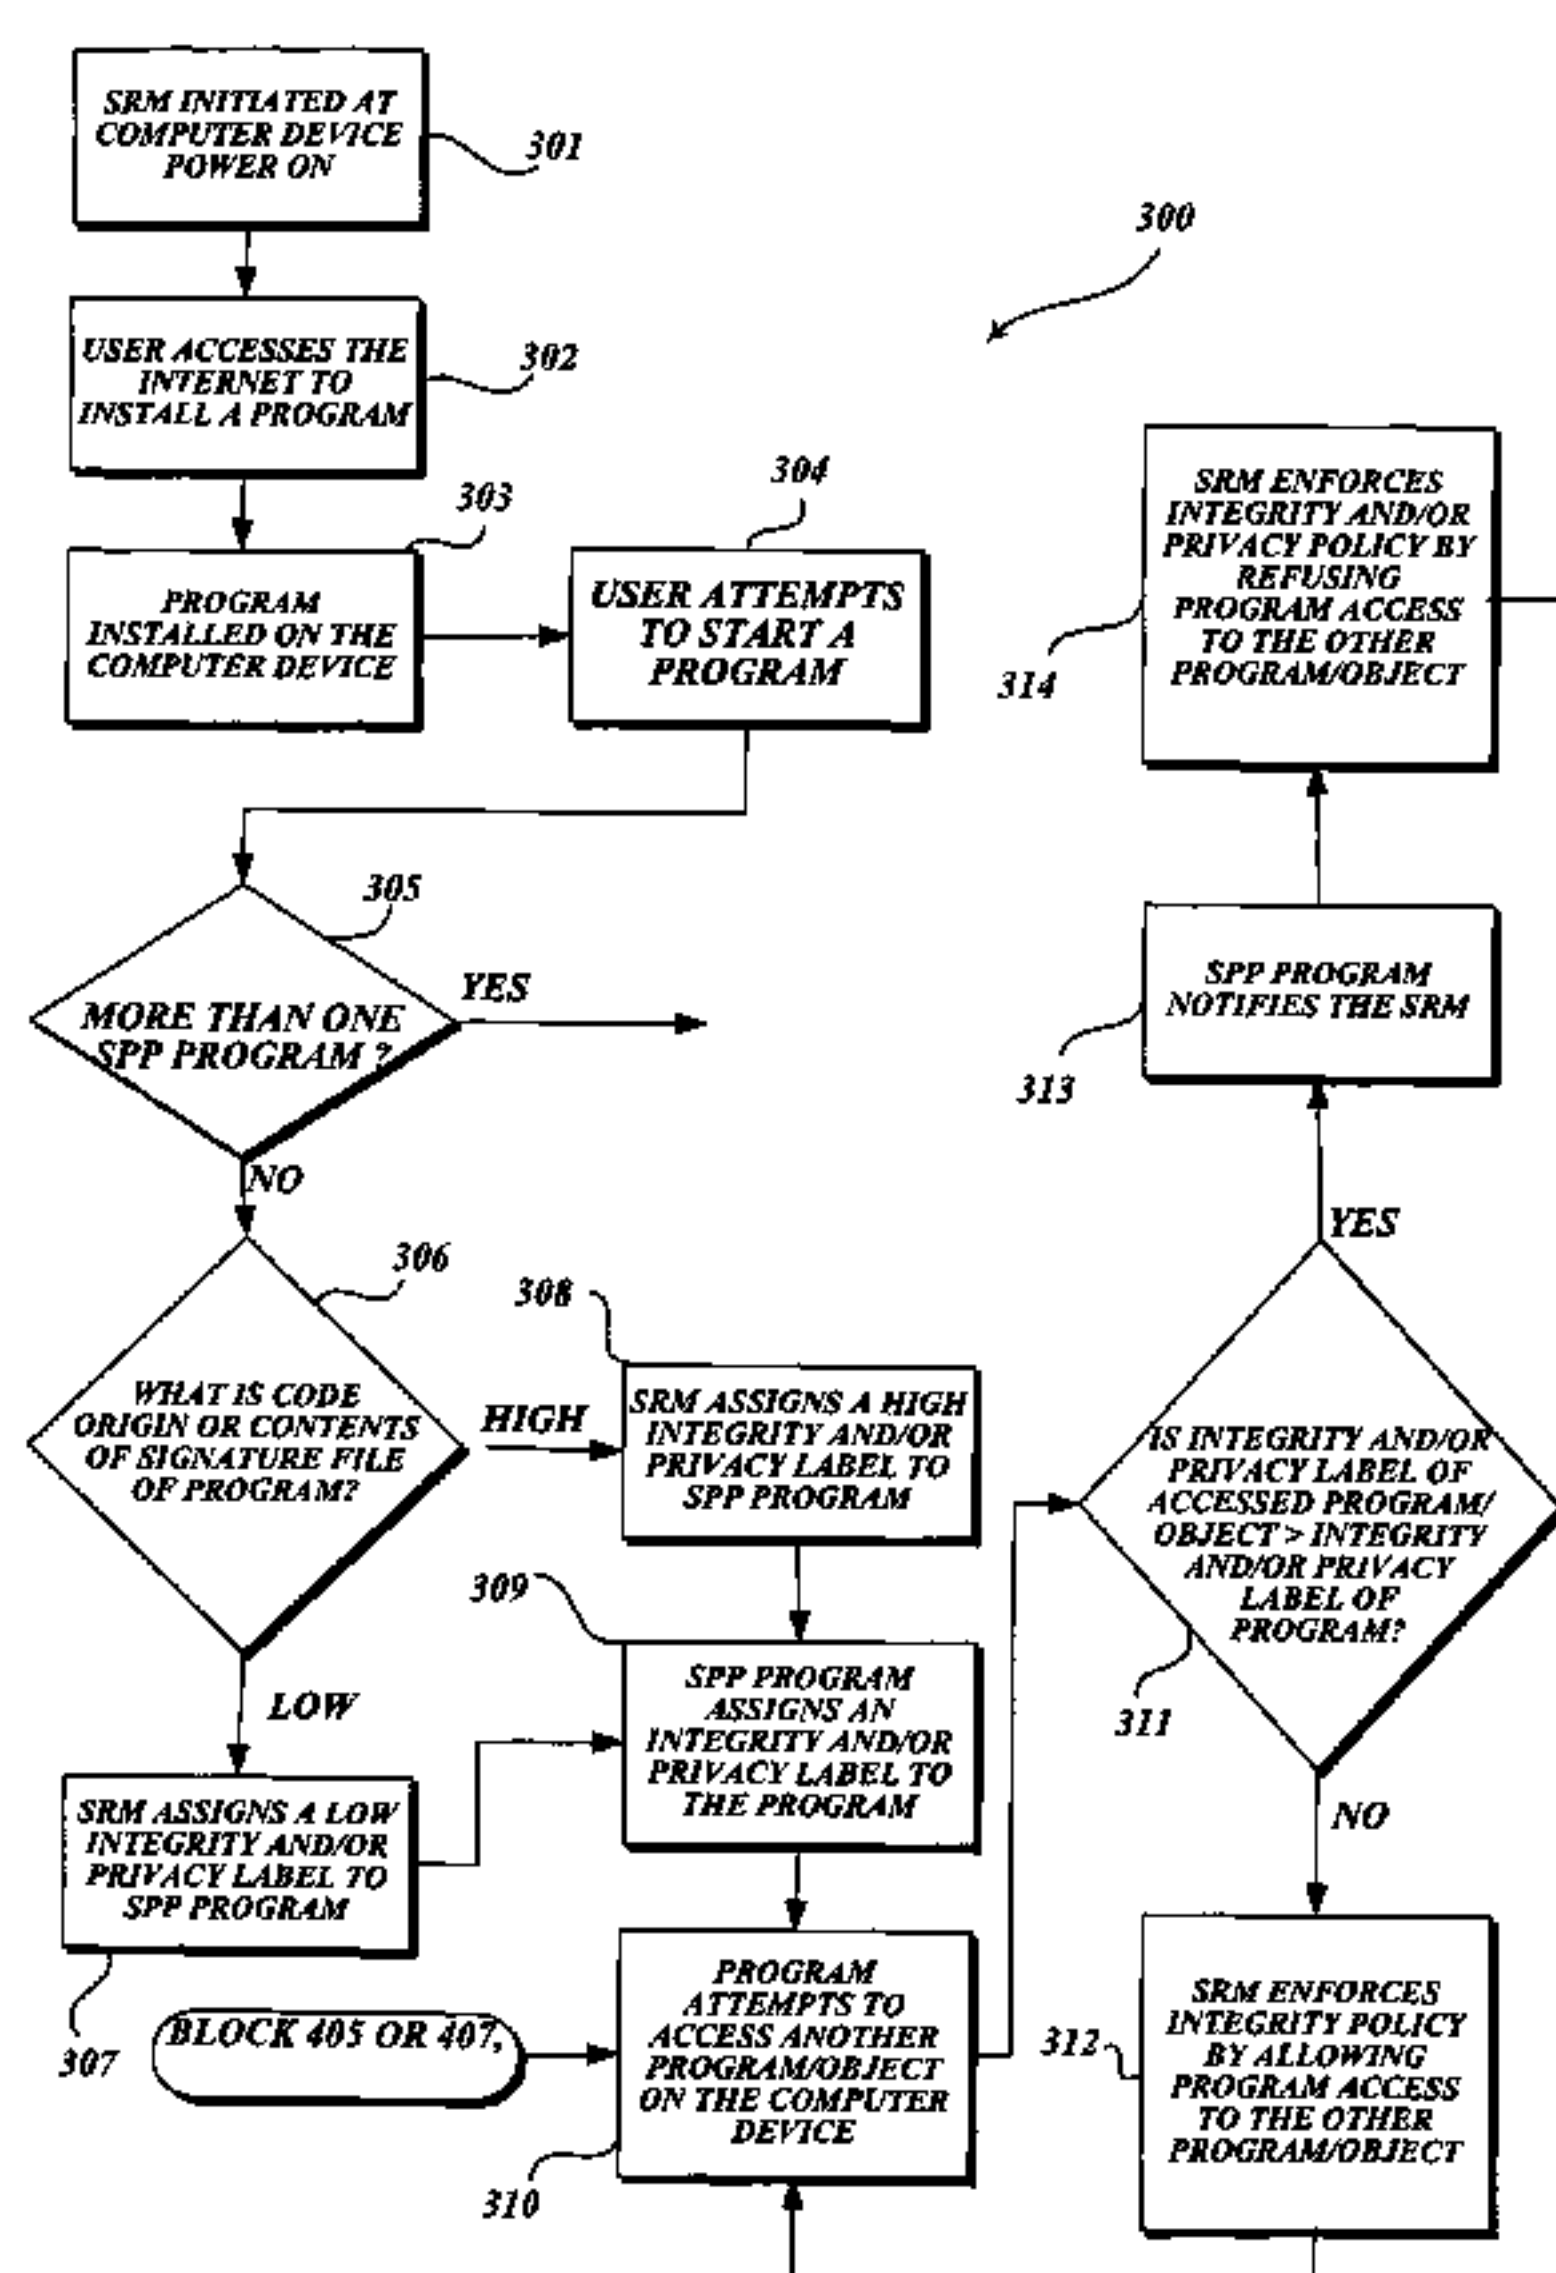 SRM INITIATED AT
COMPUTER DEVICE
POWER ON
301
300
USER ACCESSES THE
INTERNET TO
INSTALL A PROGRAM
302
303
PROGRAM
INSTALLED ON THE
COMPUTER DEVICE
304
USER ATTEMPTS
TO START A
PROGRAM
305
MORE THAN ONE
SPP PROGRAM ?
YES
NO
306
WHAT IS CODE
ORIGIN OR CONTENTS
OF SIGNATURE FILE
OF PROGRAM?
HIGH
LOW
SRM ASSIGNS A LOW
INTEGRITY AND/OR
PRIVACY LABEL TO
SPP PROGRAM
307
308
SRM ASSIGNS A HIGH
INTEGRITY AND/OR
PRIVACY LABEL TO
SPP PROGRAM
309
SPP PROGRAM
ASSIGNS AN
INTEGRITY AND/OR
PRIVACY LABEL TO
THE PROGRAM
BLOCK 405 OR 407,
PROGRAM
ATTEMPTS TO
ACCESS ANOTHER
PROGRAM/OBJECT
ON THE COMPUTER
DEVICE
310
IS INTEGRITY AND/OR
PRIVACY LABEL OF
ACCESSED PROGRAM/
OBJECT > INTEGRITY
AND/OR PRIVACY
LABEL OF
PROGRAM?
311
YES
NO
SRM ENFORCES
INTEGRITY POLICY
BY ALLOWING
PROGRAM ACCESS
TO THE OTHER
PROGRAM/OBJECT
312
SPP PROGRAM
NOTIFIES THE SRM
313
SRM ENFORCES
INTEGRITY AND/OR
PRIVACY POLICY BY
REFUSING
PROGRAM ACCESS
TO THE OTHER
PROGRAM/OBJECT
314